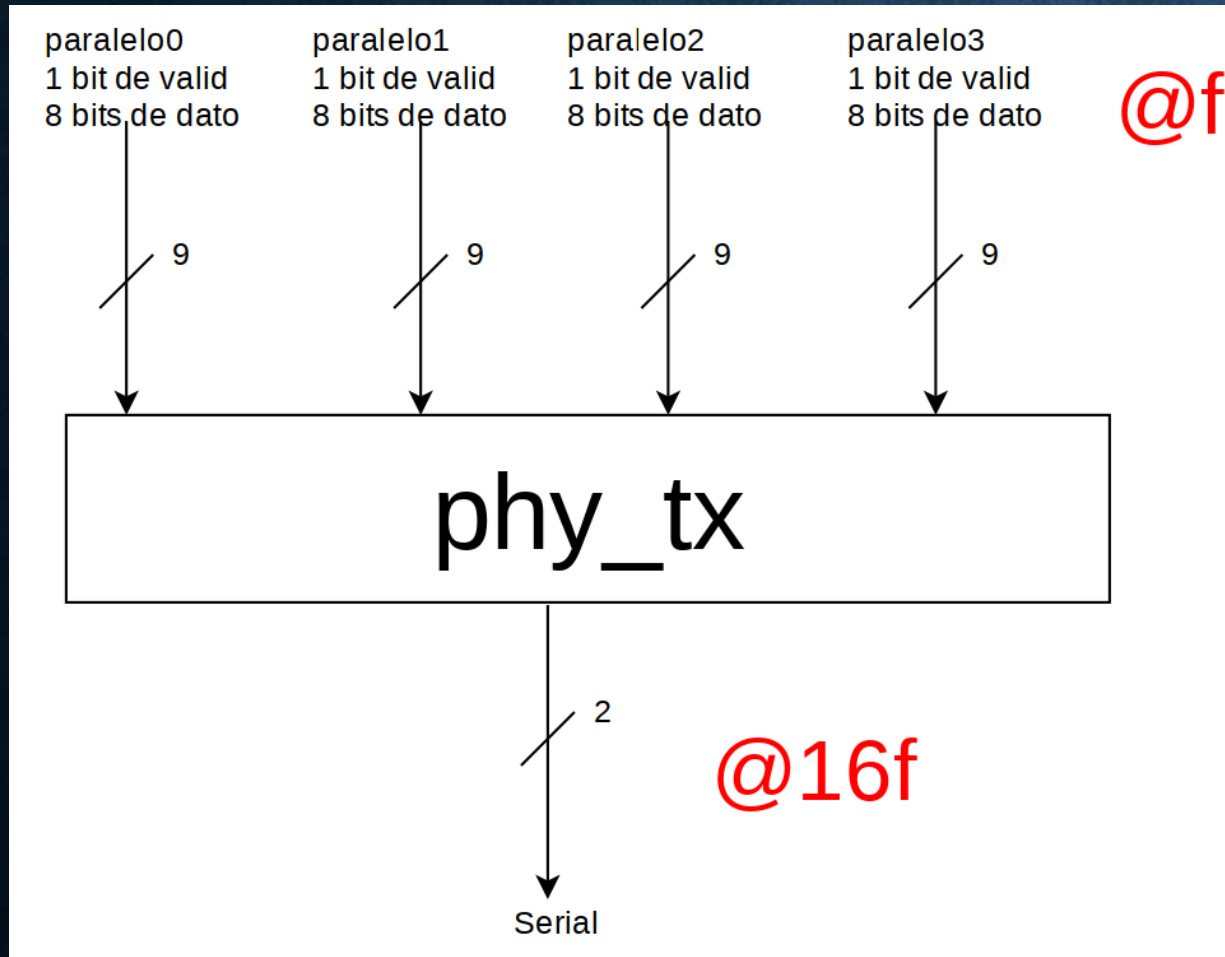 paralelo0
1 bit de valid
8 bits de dato
paralelo1
1 bit de valid
8 bits de dato
paralelo2
1 bit de valid
8 bits de dato
paralelo3
1 bit de valid
8 bits de dato
@f
9
9
9
9
phy_tx
2
@16f
Serial